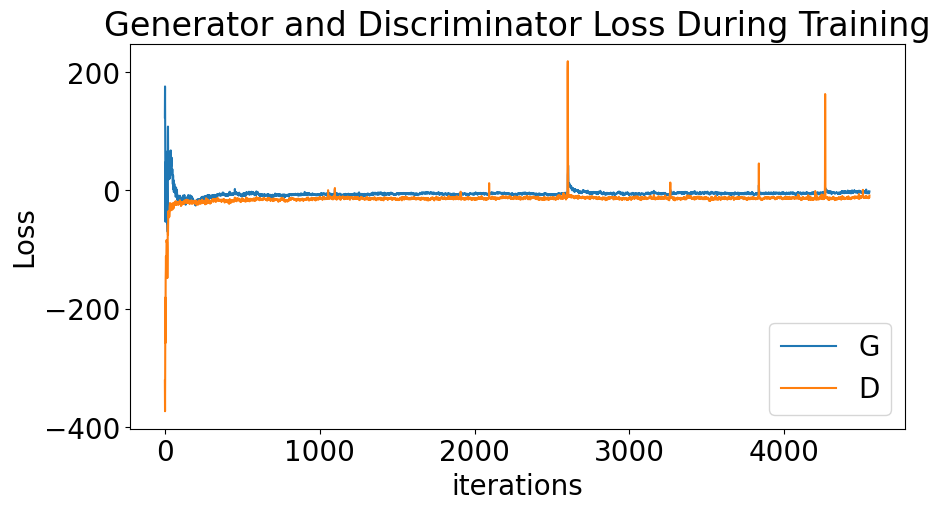 Generator and Discriminator Loss During Training
200
0
−200
−400
Loss
0 1000 2000 3000 4000
iterations
G
D